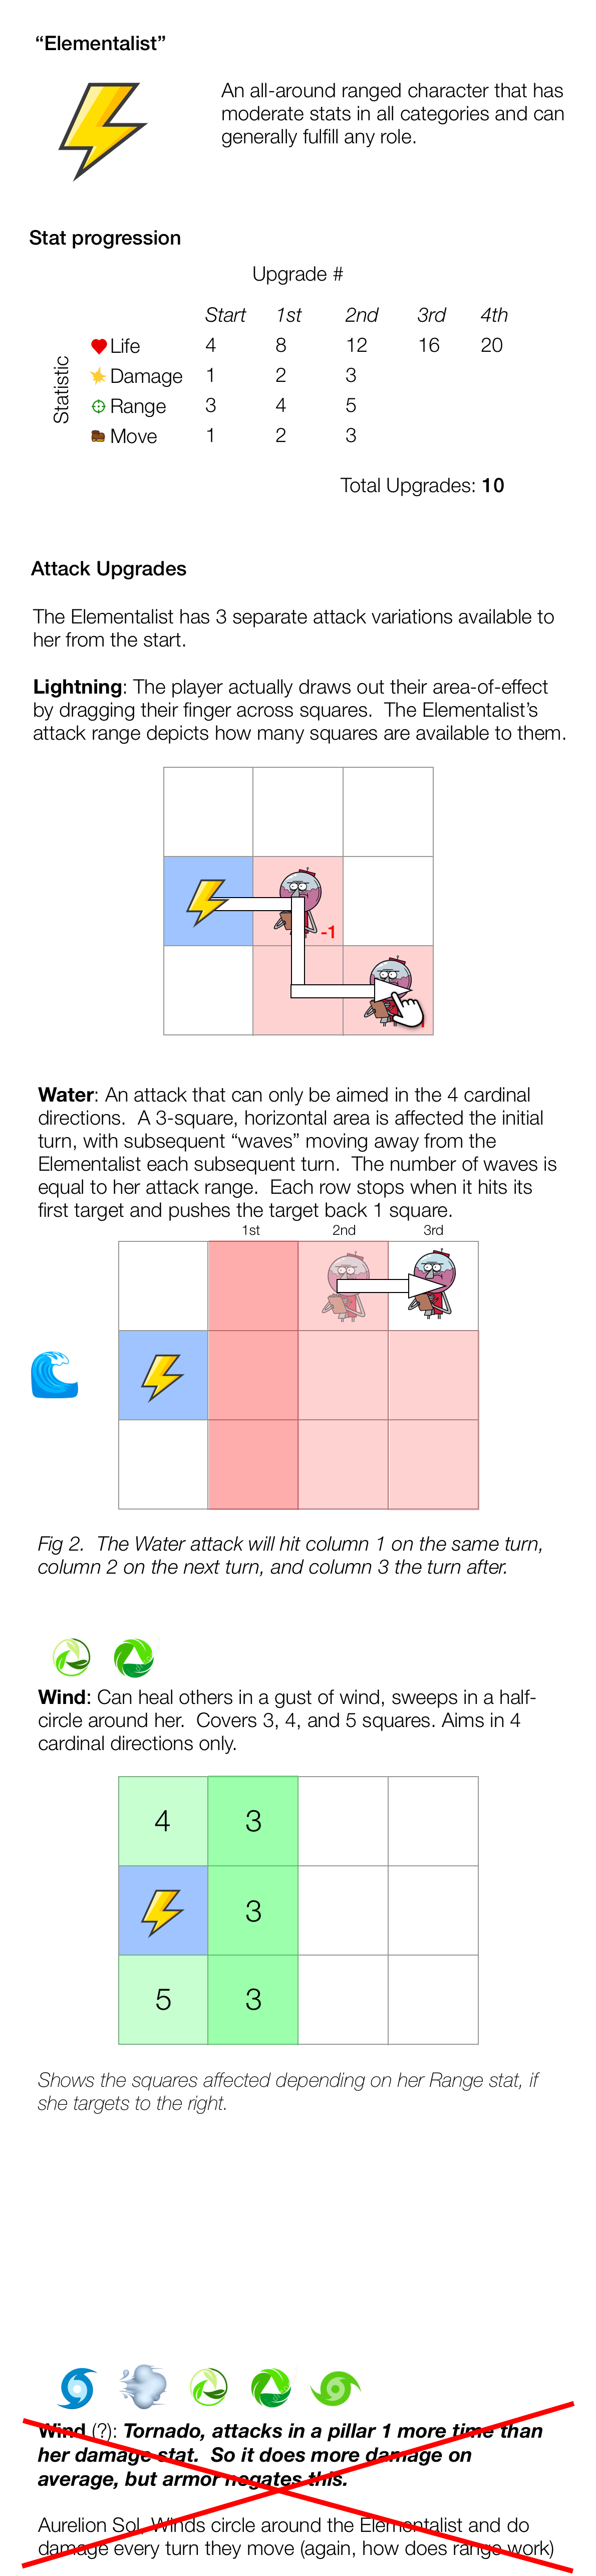 “Elementalist”
An all-around ranged character that has
moderate stats in all categories and can
generally fulfill any role.
Stat progression
Upgrade #
Start 1st 2nd 3rd 4th
Statistic
Life 4 8 12 16 20
Damage 1 2 3
Range 3 4 5
Move 1 2 3
Total Upgrades: 10
Attack Upgrades
The Elementalist has 3 separate attack variations available to
her from the start.
Lightning: The player actually draws out their area-of-effect
by dragging their finger across squares. The Elementalist’s
attack range depicts how many squares are available to them.
-1
Water: An attack that can only be aimed in the 4 cardinal
directions. A 3-square, horizontal area is affected the initial
turn, with subsequent “waves” moving away from the
Elementalist each subsequent turn. The number of waves is
equal to her attack range. Each row stops when it hits its
first target and pushes the target back 1 square.
1st 2nd 3rd
Fig 2. The Water attack will hit column 1 on the same turn,
column 2 on the next turn, and column 3 the turn after.
Wind: Can heal others in a gust of wind, sweeps in a half-
circle around her. Covers 3, 4, and 5 squares. Aims in 4
cardinal directions only.
4 3
3
5 3
Shows the squares affected depending on her Range stat, if
she targets to the right.
Wind (?): Tornado, attacks in a pillar 1 more time than
her damage stat. So it does more damage on
average, but armor negates this.
Aurelion Sol, Winds circle around the Elementalist and do
damage every turn they move (again, how does range work)